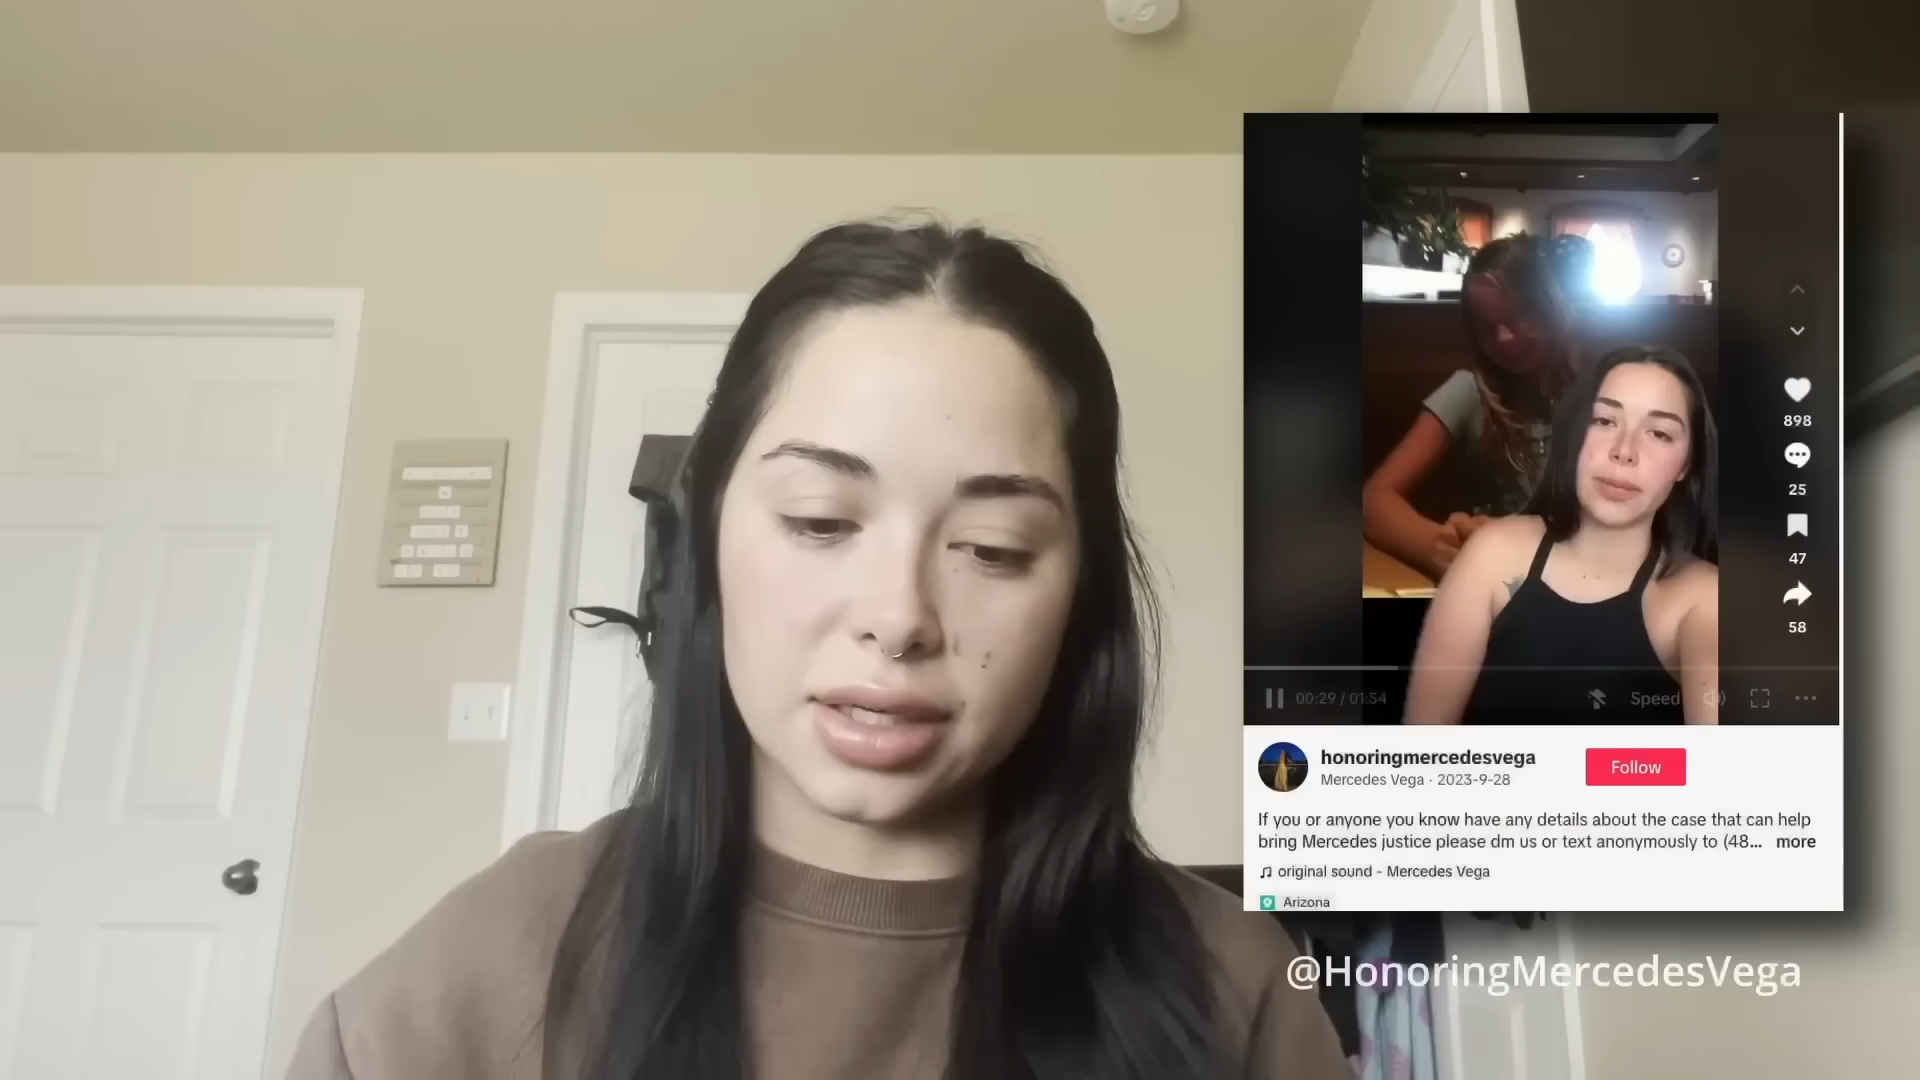 898
25
47
58
00:29 / 01:54
Speed
honoringmercedesvega
Mercedes Vega · 2023-9-28
Follow
If you or anyone you know have any details about the case that can help
bring Mercedes justice please dm us or text anonymously to (48... more
original sound - Mercedes Vega
Arizona
@HonoringMercedesVega